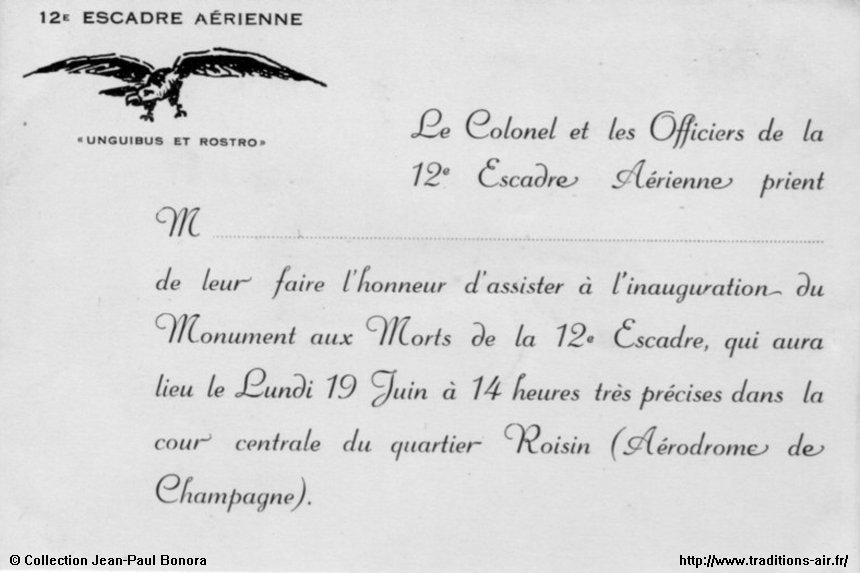 12E ESCADRE AÉRIENNE
«UNGUIBUS ET ROSTRO»
Le Colonel et les Officiers de la
12e Escadre Aérienne prient
M
de leur faire l'honneur d'assister à l'inauguration du
Monument aux Morts de la 12e Escadre, qui aura
lieu le Lundi 19 Juin à 14 heures très précises dans la
cour centrale du quartier Roisin (Aérodrome de
Champagne).
© Collection Jean-Paul Bonora
http://www.traditions-air.fr/